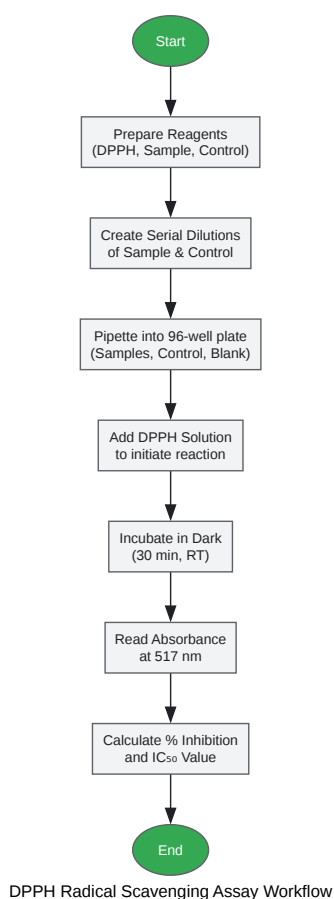 Start
Prepare Reagents
(DPPH, Sample, Control)
Create Serial Dilutions
of Sample & Control
Pipette into 96-well plate
(Samples, Control, Blank)
Add DPPH Solution
to initiate reaction
Incubate in Dark
(30 min, RT)
Read Absorbance
at 517 nm
Calculate % Inhibition
and IC₅₀ Value
End
DPPH Radical Scavenging Assay Workflow